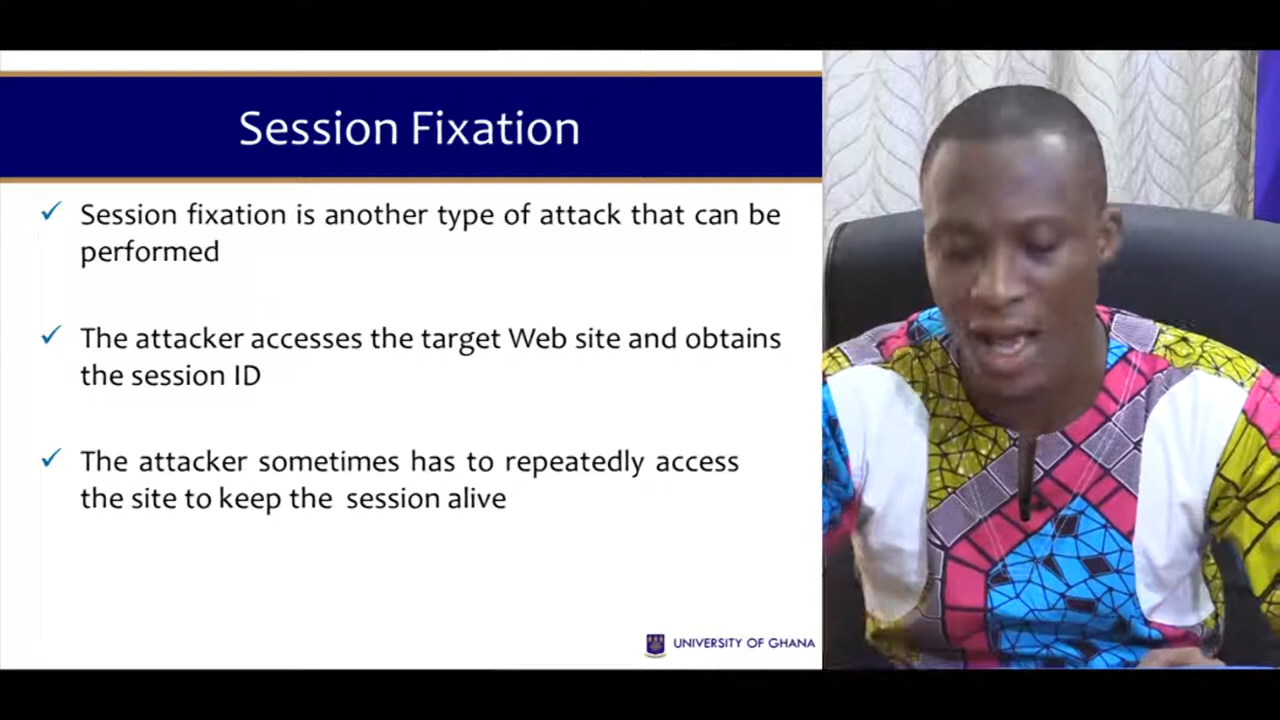 Session Fixation
✓ Session fixation is another type of attack that can be
performed
✓ The attacker accesses the target Web site and obtains
the session ID
✓ The attacker sometimes has to repeatedly access
the site to keep the session alive
UNIVERSITY OF GHANA